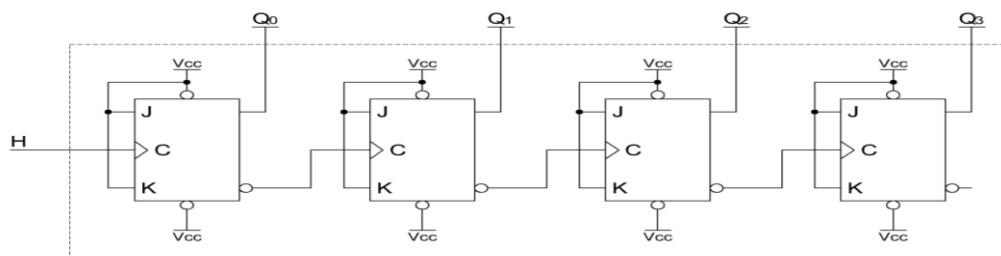 Q0 Q1 Q2 Q3
Vcc Vcc Vcc Vcc
J J J J
H C C C C
K K K K
Vcc Vcc Vcc Vcc